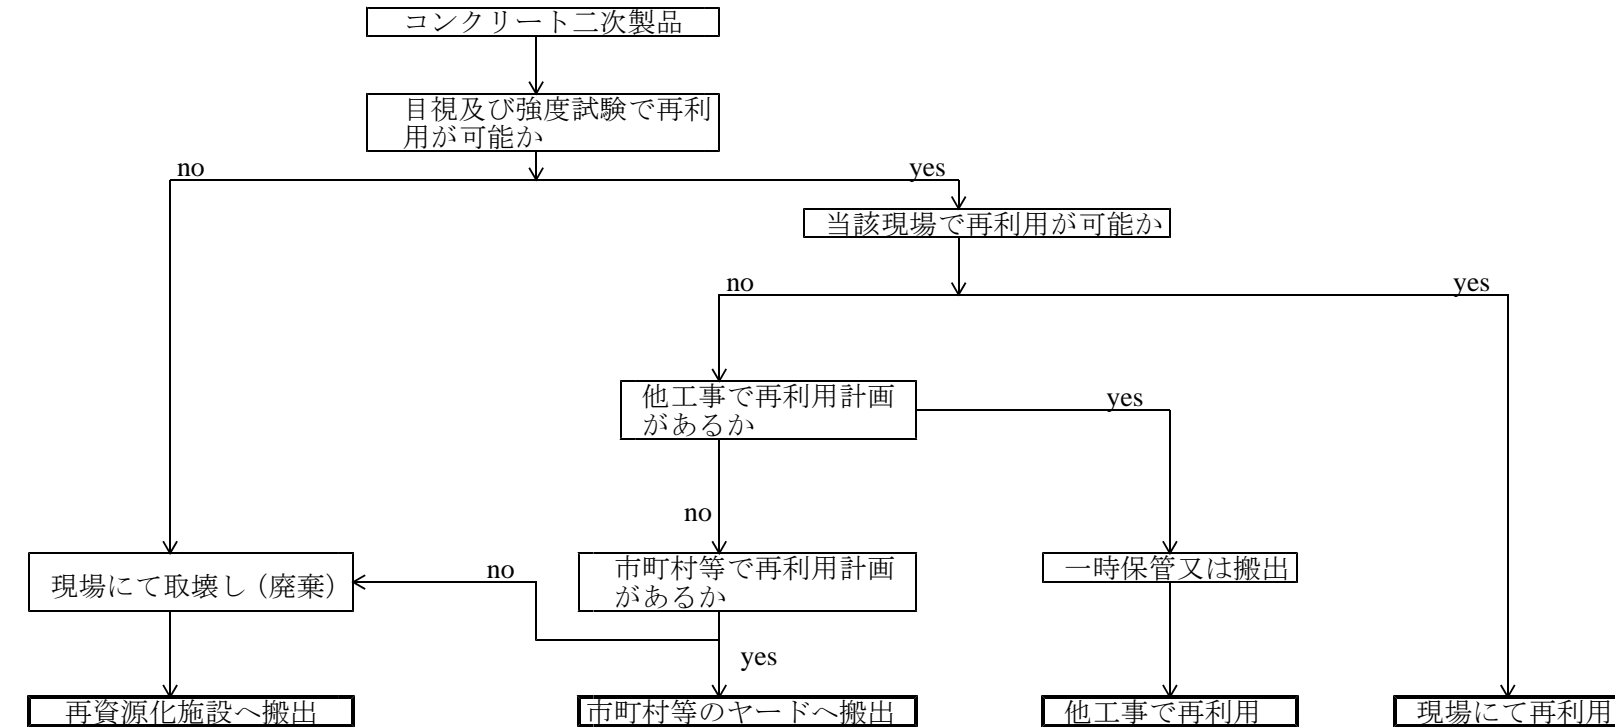 コンクリート二次製品
目視及び強度試験で再利
用が可能か
no
yes
当該現場で再利用が可能か
no
yes
他工事で再利用計画
があるか
yes
no
現場にて取壊し（廃棄）
no
市町村等で再利用計画
があるか
一時保管又は搬出
yes
再資源化施設へ搬出
市町村等のヤードへ搬出
他工事で再利用
現場にて再利用